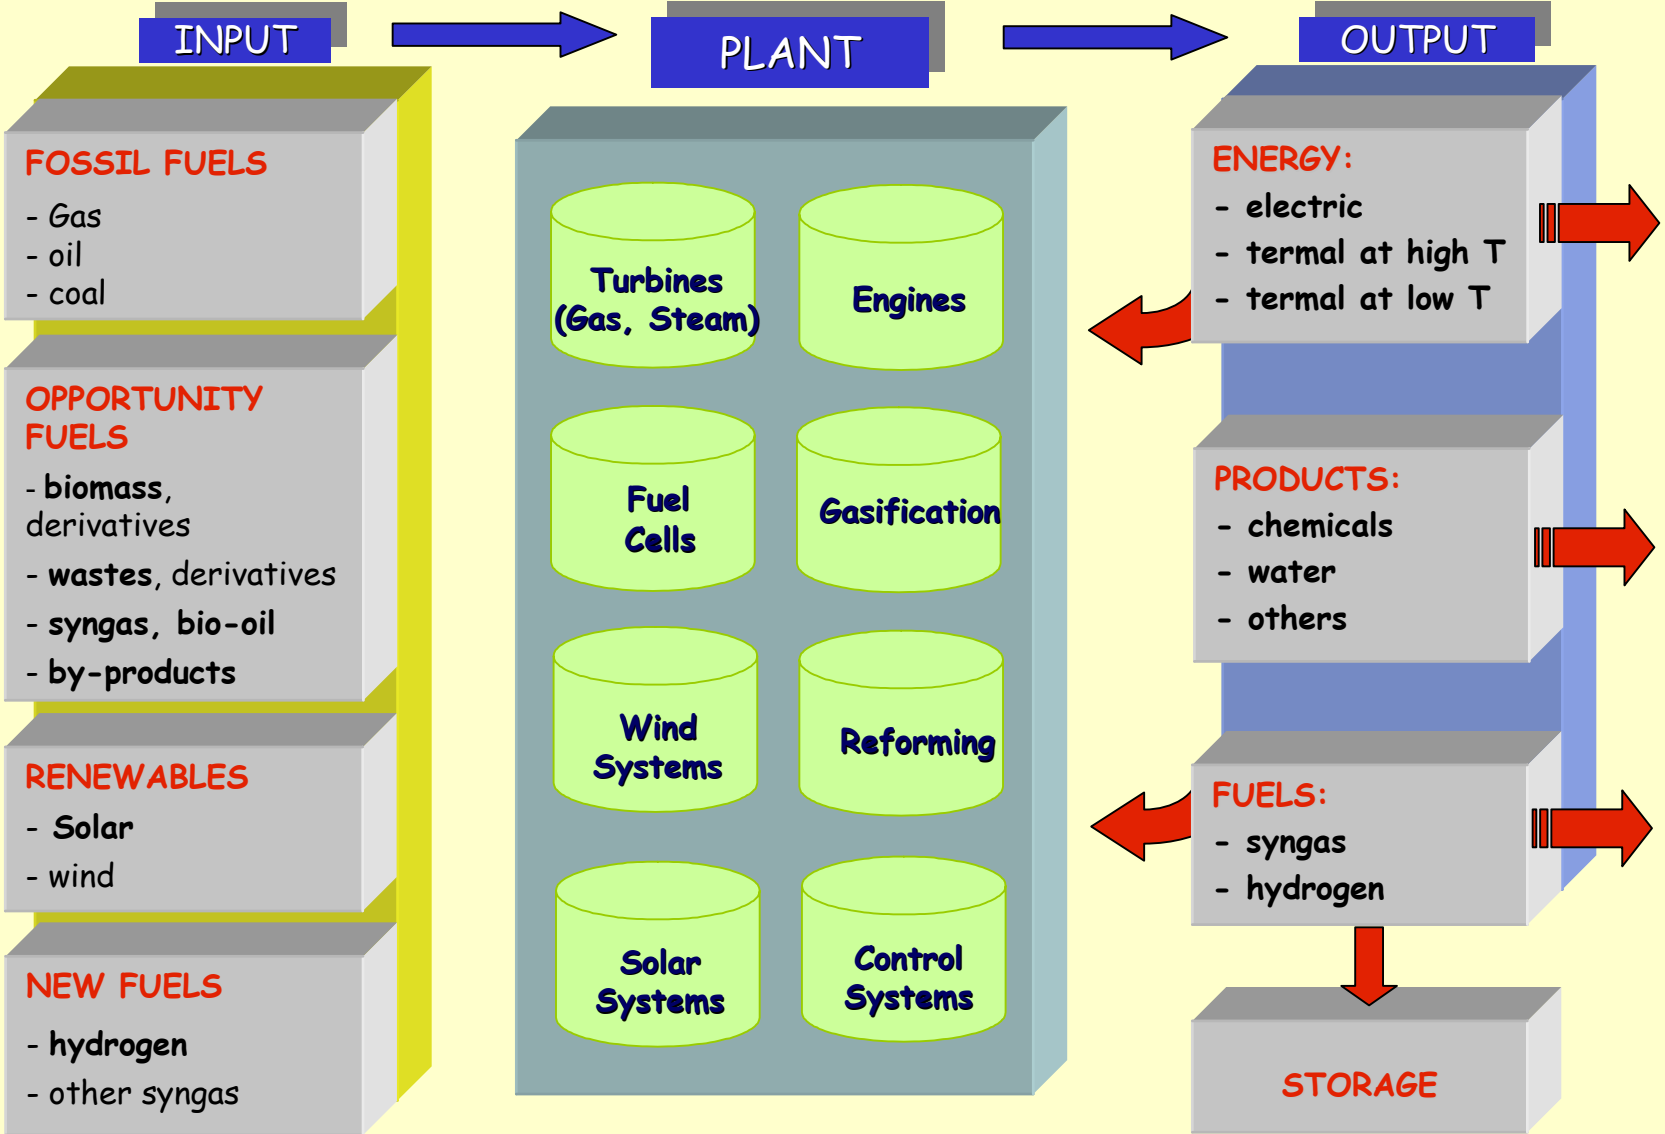 INPUT
PLANT
OUTPUT
FOSSIL FUELS
- Gas
- oil
- coal
OPPORTUNITY
FUELS
- biomass,
derivatives
- wastes, derivatives
- syngas, bio-oil
- by-products
RENEWABLES
- Solar
- wind
NEW FUELS
- hydrogen
- other syngas
Turbines
(Gas, Steam)
Engines
Fuel
Cells
Gasification
Wind
Systems
Reforming
Solar
Systems
Control
Systems
ENERGY:
- electric
- termal at high T
- termal at low T
PRODUCTS:
- chemicals
- water
- others
FUELS:
- syngas
- hydrogen
STORAGE